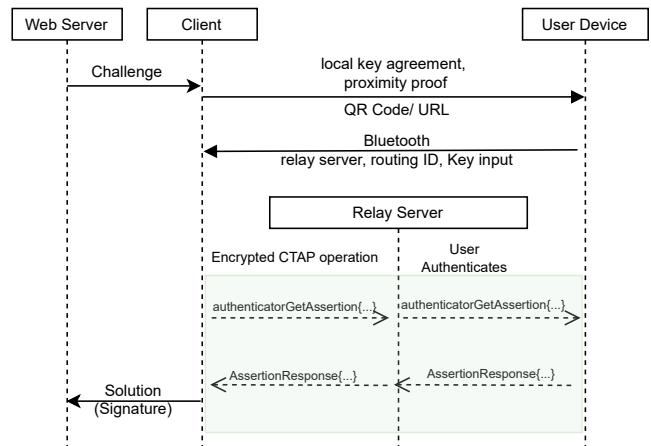 Web Server
Client
User Device
Challenge
local key agreement,
proximity proof
QR Code/ URL
Bluetooth
relay server, routing ID, Key input
Relay Server
Encrypted CTAP operation
User
Authenticates
authenticatorGetAssertion{...}
authenticatorGetAssertion{...}
AssertionResponse{...}
AssertionResponse{...}
Solution
(Signature)